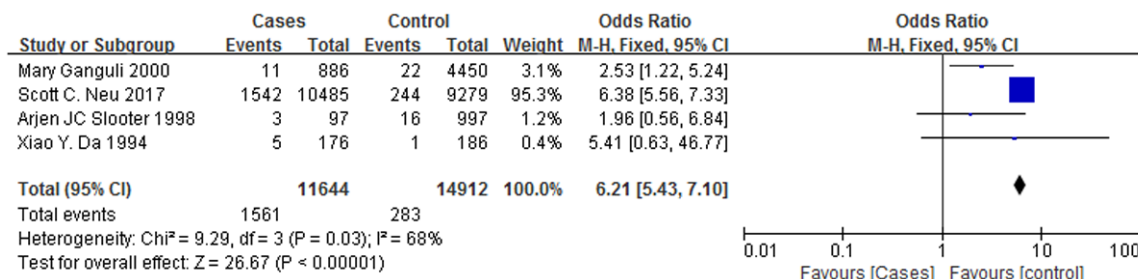 Cases Control Odds Ratio Odds Ratio
Study or Subgroup Events Total Events Total Weight M-H, Fixed, 95% CI M-H, Fixed, 95% CI
Mary Ganguli 2000 11 886 22 4450 3.1% 2.53 [1.22, 5.24]
Scott C. Neu 2017 1542 10485 244 9279 95.3% 6.38 [5.56, 7.33]
Arjen JC Slooter 1998 3 97 16 997 1.2% 1.96 [0.56, 6.84]
Xiao Y. Da 1994 5 176 1 186 0.4% 5.41 [0.63, 46.77]
Total (95% CI) 11644 14912 100.0% 6.21 [5.43, 7.10]
Total events 1561 283
Heterogeneity: Chi² = 9.29, df = 3 (P = 0.03); I² = 68%
Test for overall effect: Z = 26.67 (P < 0.00001)
0.01 0.1 1 10 100
Favours [Cases] Favours [control]